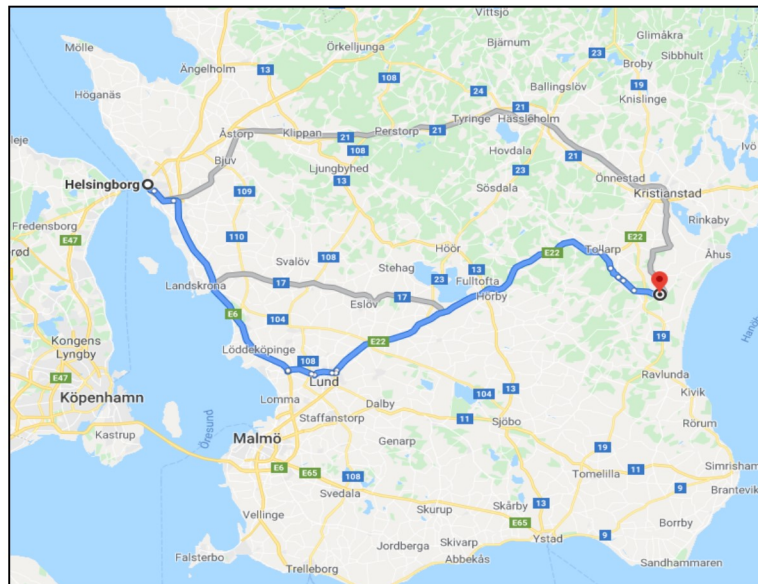 Vittsjö
Glimåkra
Mölle
Örkelljunga
Bjärnum
23
Sibbhult
Ängelholm
13
Broby
108
24
Ballingslöv
19
Höganäs
Knislinge
21
Tyringe
Hässleholm
Åstorp
Klippan
21
Perstorp
21
Bjuv
108
Hovdala
21
Ljungbyhed
23
Önnestad
Helsingborg
109
13
Sösdala
Kristianstad
Fredensborg
E47
110
E22
Rinkaby
Svalöv
108
Höör
E22
Tollarp
Åhus
Stehag
13
Landskrona
17
23
Fulltofta
17
Hörby
Eslöv
E6
104
19
Kongens
Lyngby
E22
Löddeköpinge
108
Ravlunda
E47
Lund
Kivik
Köpenhamn
Lomma
Dalby
104
13
Rörum
Staffanstorp
11
Sjöbo
Kastrup
Öresund
Malmö
Genarp
19
E6
E65
108
Tomelilla
11
Simrisham
Svedala
9
Brantevik
Skurup
Skårby
13
Vellinge
E65
9
Borrby
Jordberga
Skivarp
Ystad
Falsterbo
Abbekås
Trelleborg
Sandhammaren